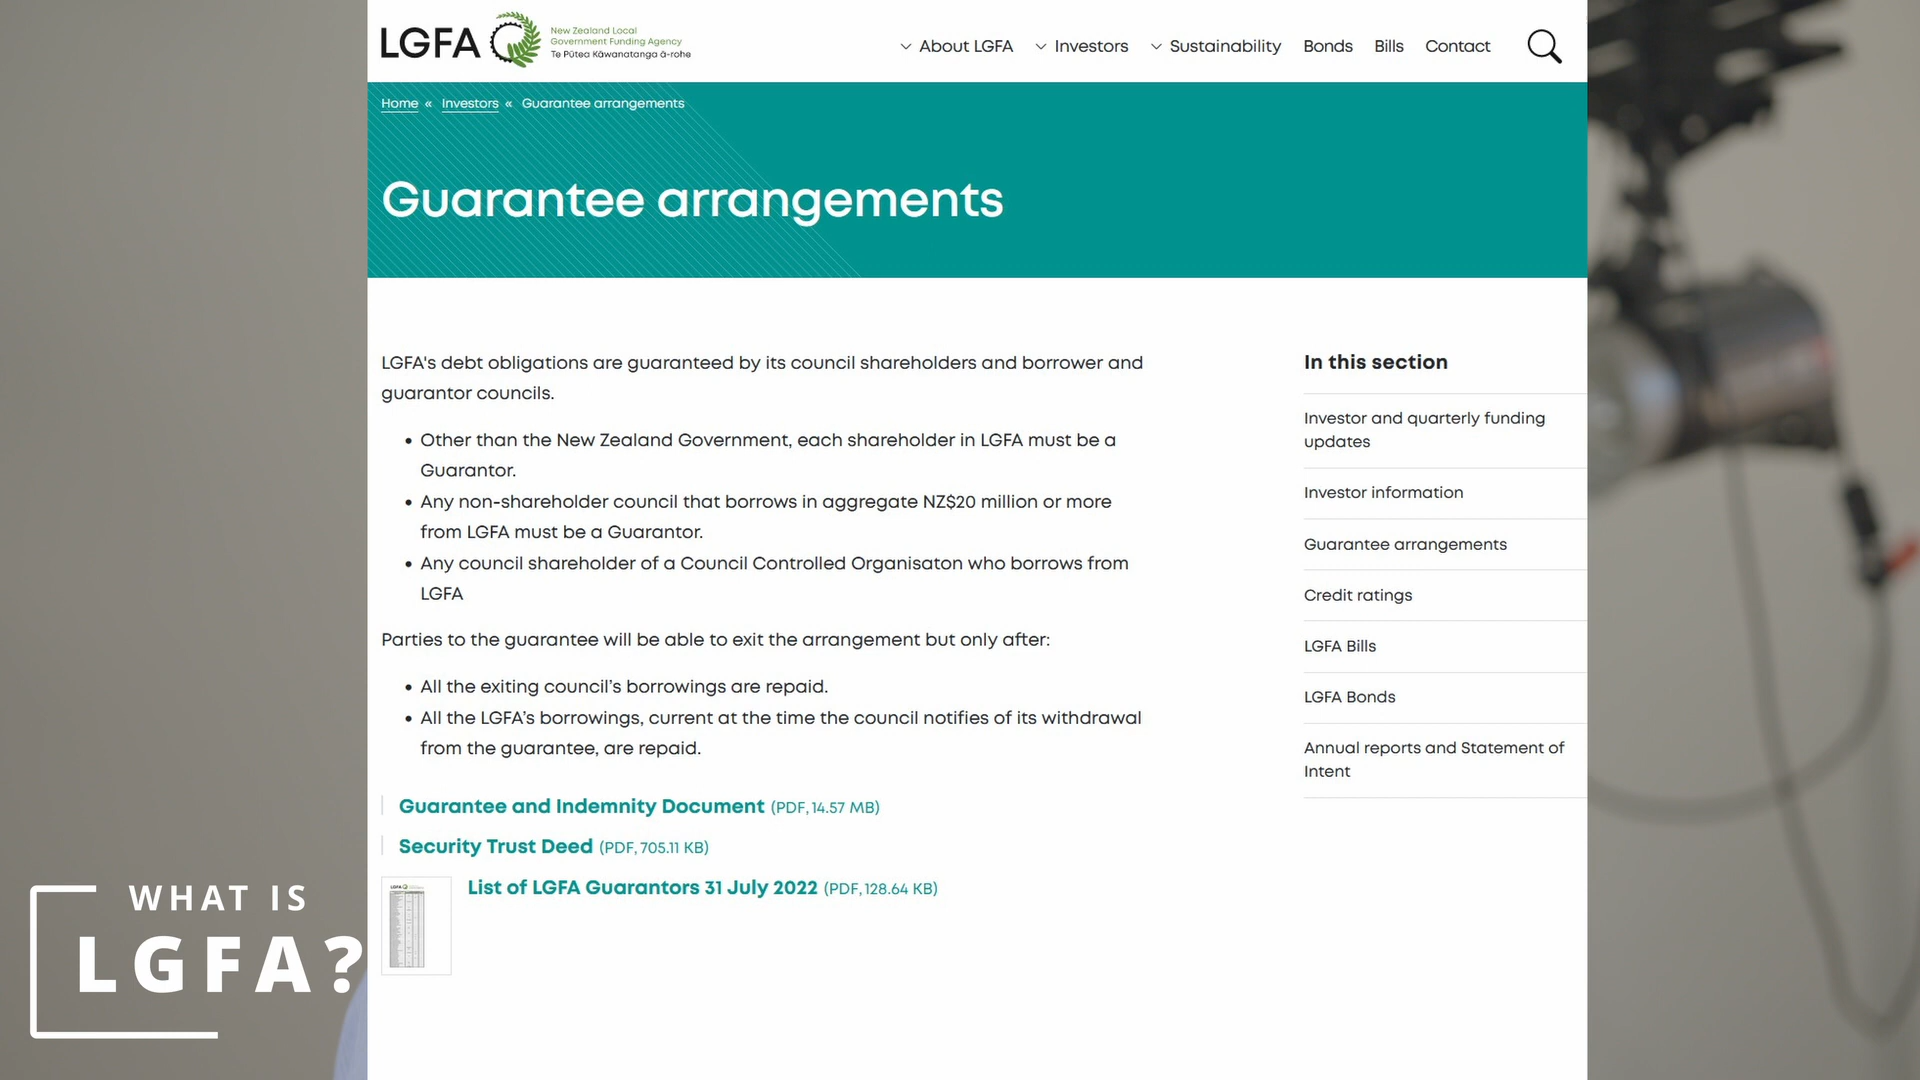 LGFA
New Zealand Local
Government Funding Agency
Te Pūtea Kāwanatanga ā-rohe
About LGFA
Investors
Sustainability
Bonds
Bills
Contact
Home « Investors « Guarantee arrangements
Guarantee arrangements
LGFA's debt obligations are guaranteed by its council shareholders and borrower and
guarantor councils.
• Other than the New Zealand Government, each shareholder in LGFA must be a
Guarantor.
• Any non-shareholder council that borrows in aggregate NZ$20 million or more
from LGFA must be a Guarantor.
• Any council shareholder of a Council Controlled Organisaton who borrows from
LGFA
Parties to the guarantee will be able to exit the arrangement but only after:
• All the exiting council’s borrowings are repaid.
• All the LGFA’s borrowings, current at the time the council notifies of its withdrawal
from the guarantee, are repaid.
Guarantee and Indemnity Document (PDF, 14.57 MB)
Security Trust Deed (PDF, 705.11 KB)
List of LGFA Guarantors 31 July 2022 (PDF, 128.64 KB)
In this section
Investor and quarterly funding
updates
Investor information
Guarantee arrangements
Credit ratings
LGFA Bills
LGFA Bonds
Annual reports and Statement of
Intent
WHAT IS
LGFA?